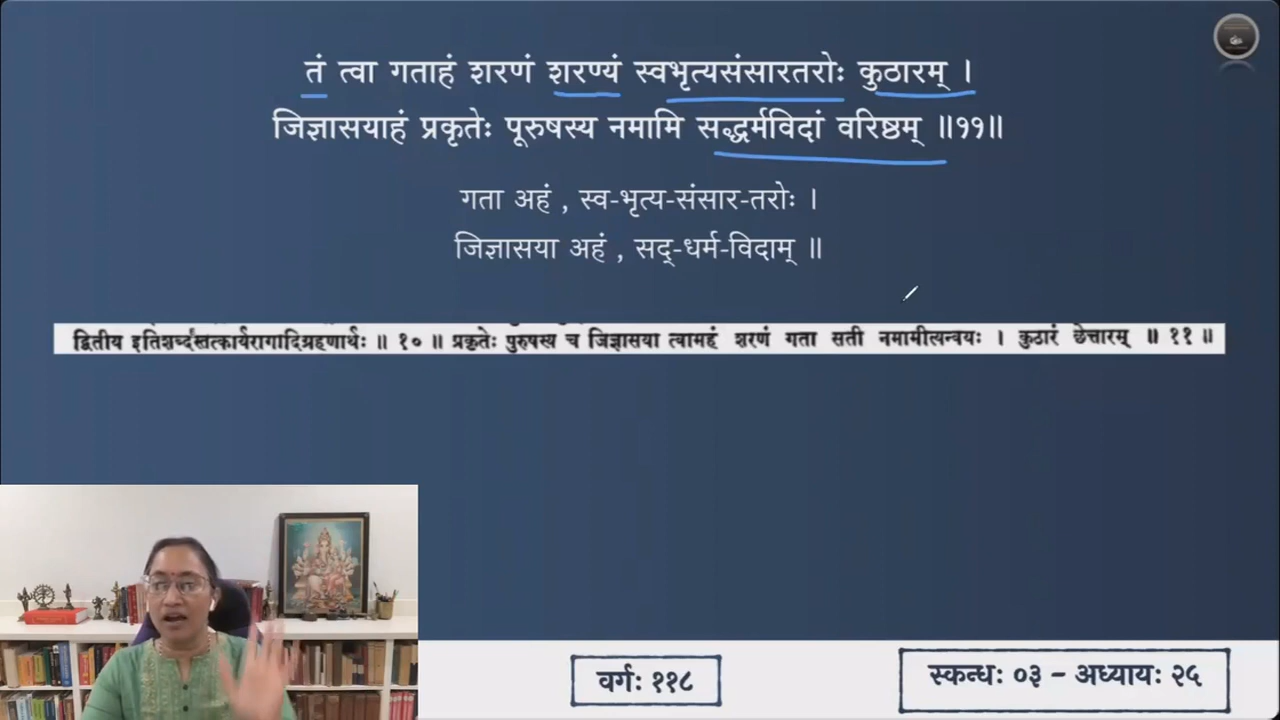 तं त्वा गताहं शरणं शरण्यं स्वभृत्यसंसारतरोः कुठारम् ।
जिज्ञासयाहं प्रकृतेः पूरुषस्य नमामि सद्धर्मविदां वरिष्ठम् ॥११॥
गता अहं , स्व-भृत्य-संसार-तरोः ।
जिज्ञासया अहं , सद्-धर्म-विदाम् ॥
द्वितीय इतिशब्दस्तत्कार्यरागादिग्रहणार्थः ॥ १० ॥ प्रकृतेः पुरुषस्य च जिज्ञासया त्वामहं शरणं गता सती नमामीत्यन्वयः । कुठारं छेत्तारम् ॥ ११ ॥
वर्गः ११८
स्कन्धः ०३ – अध्यायः २५